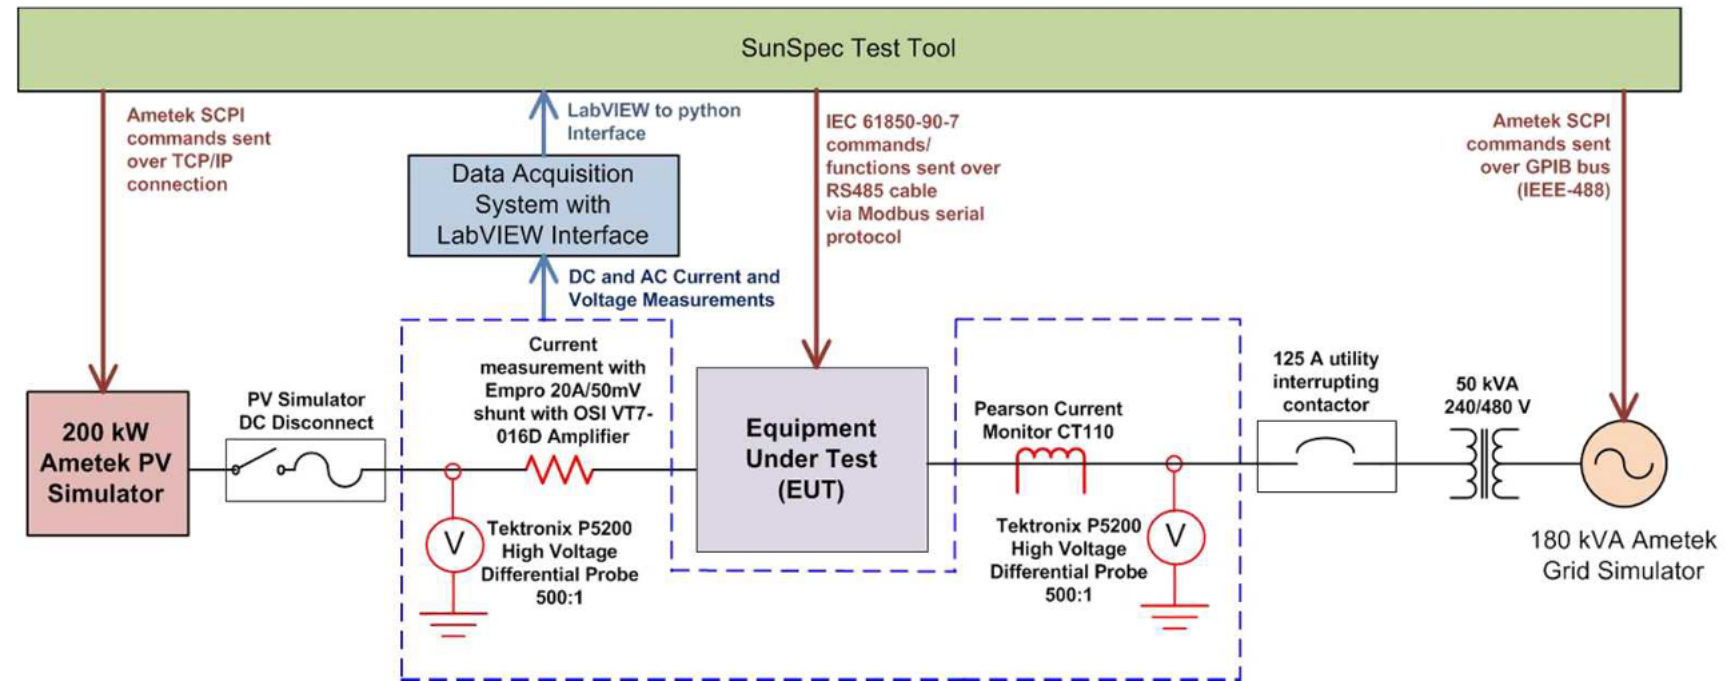 SunSpec Test Tool
Ametek SCPI
commands sent
over TCP/IP
connection
LabVIEW to python
Interface
IEC 61850-90-7
commands/
functions sent over
RS485 cable
via Modbus serial
protocol
Ametek SCPI
commands sent
over GPIB bus
(IEEE-488)
Data Acquisition
System with
LabVIEW Interface
DC and AC Current and
Voltage Measurements
200 kW
Ametek PV
Simulator
PV Simulator
DC Disconnect
Current
measurement with
Empro 20A/50mV
shunt with OSI VT7-
016D Amplifier
V
Tektronix P5200
High Voltage
Differential Probe
500:1
Equipment
Under Test
(EUT)
Pearson Current
Monitor CT110
Tektronix P5200
High Voltage
Differential Probe
500:1
V
125 A utility
interrupting
contactor
50 kVA
240/480 V
180 kVA Ametek
Grid Simulator